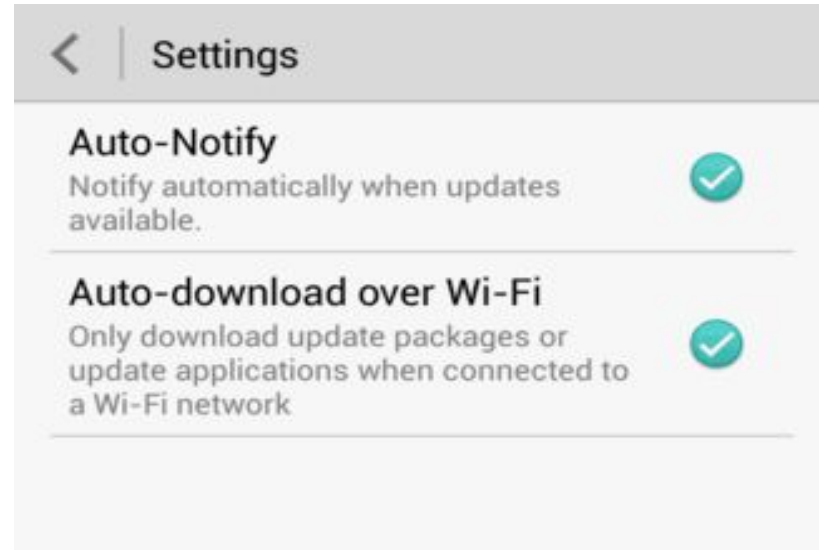 Settings
Auto-Notify
Notify automatically when updates
available.
Auto-download over Wi-Fi
Only download update packages or
update applications when connected to
a Wi-Fi network